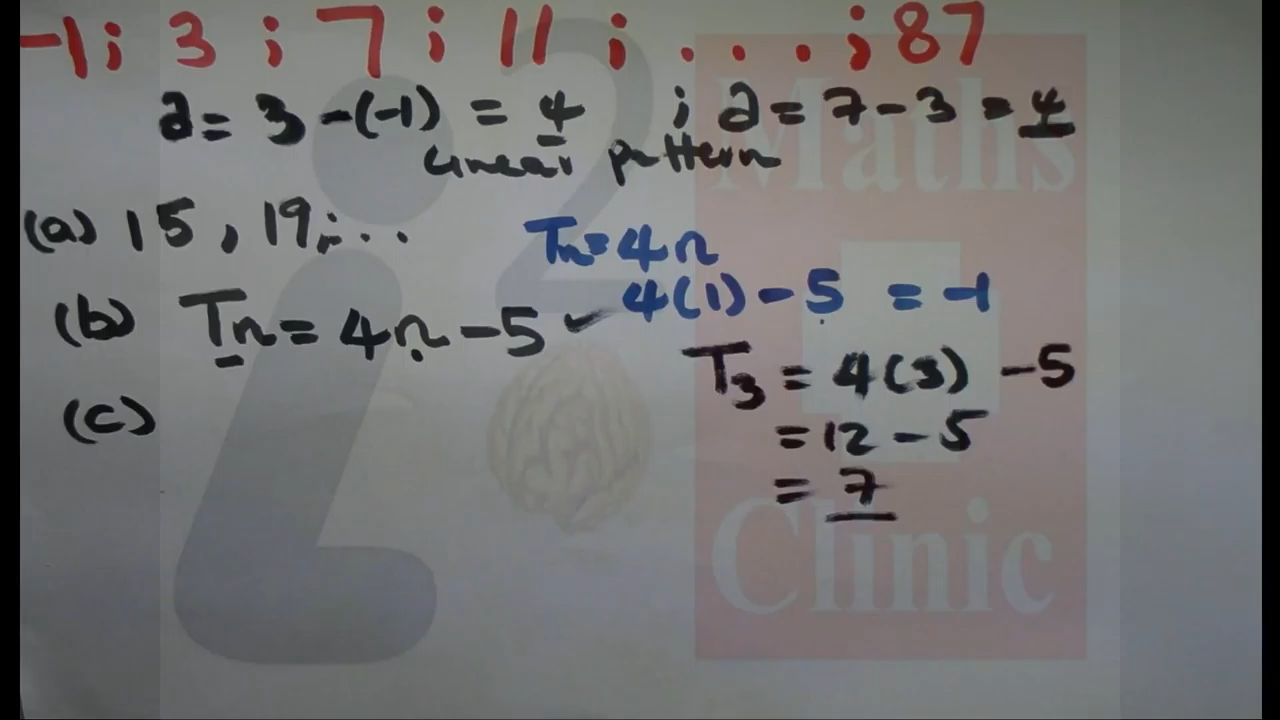 -1; 3; 7; 11; ...; 87
d = 3 - (-1) = 4 ; d = 7 - 3 = 4
Linear pattern
(a) 15, 19; ...
Tn = 4n
4(1) - 5 = -1
(b) Tn = 4n - 5 ✓
T3 = 4(3) - 5
= 12 - 5
= 7
(c)
i2 Maths
Clinic